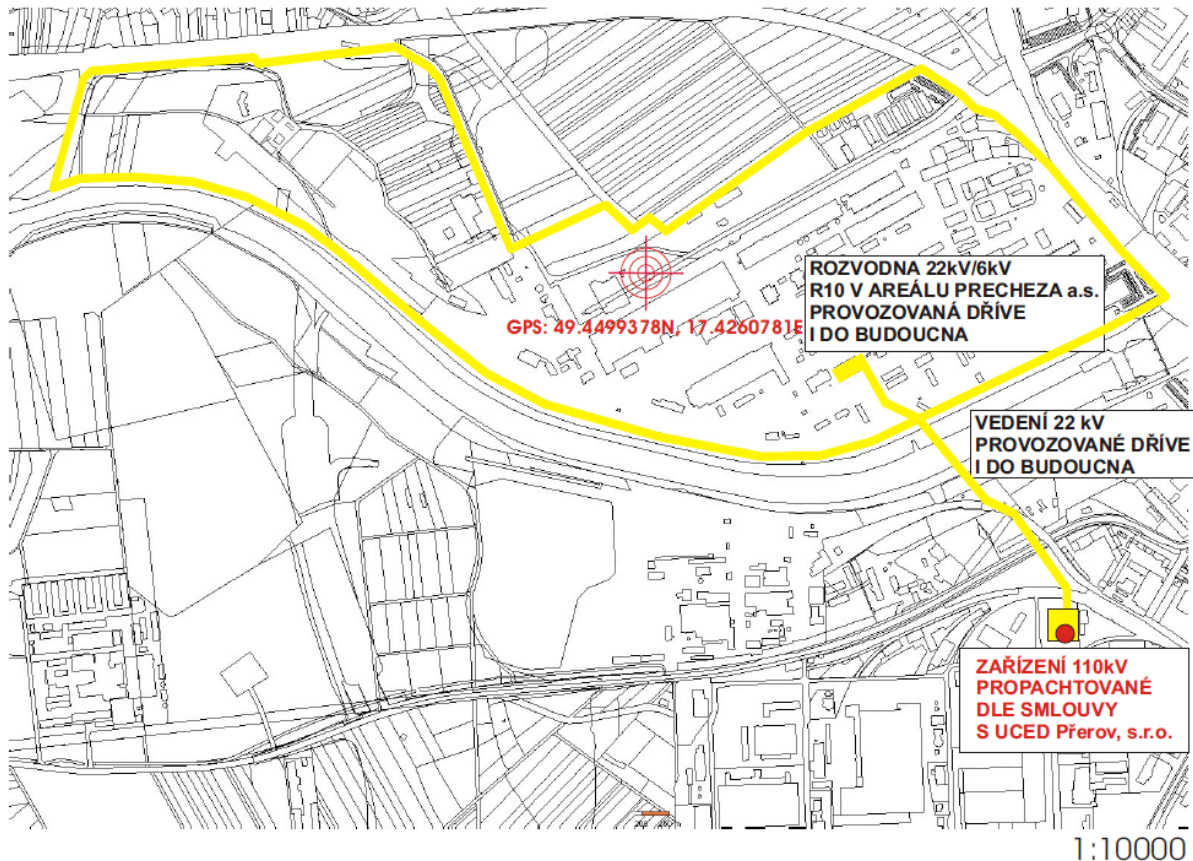 ROZVODNA 22kV/6kV
R10 V AREÁLU PRECHEZA a.s.
PROVOZOVANÁ DŘÍVE
I DO BUDOUCNA
GPS: 49.4499378N, 17.4260781E
VEDENÍ 22 kV
PROVOZOVANÉ DŘÍVE
I DO BUDOUCNA
ZAŘÍZENÍ 110kV
PROPACHTOVANÉ
DLE SMLOUVY
S UCED Přerov, s.r.o.
1:10000